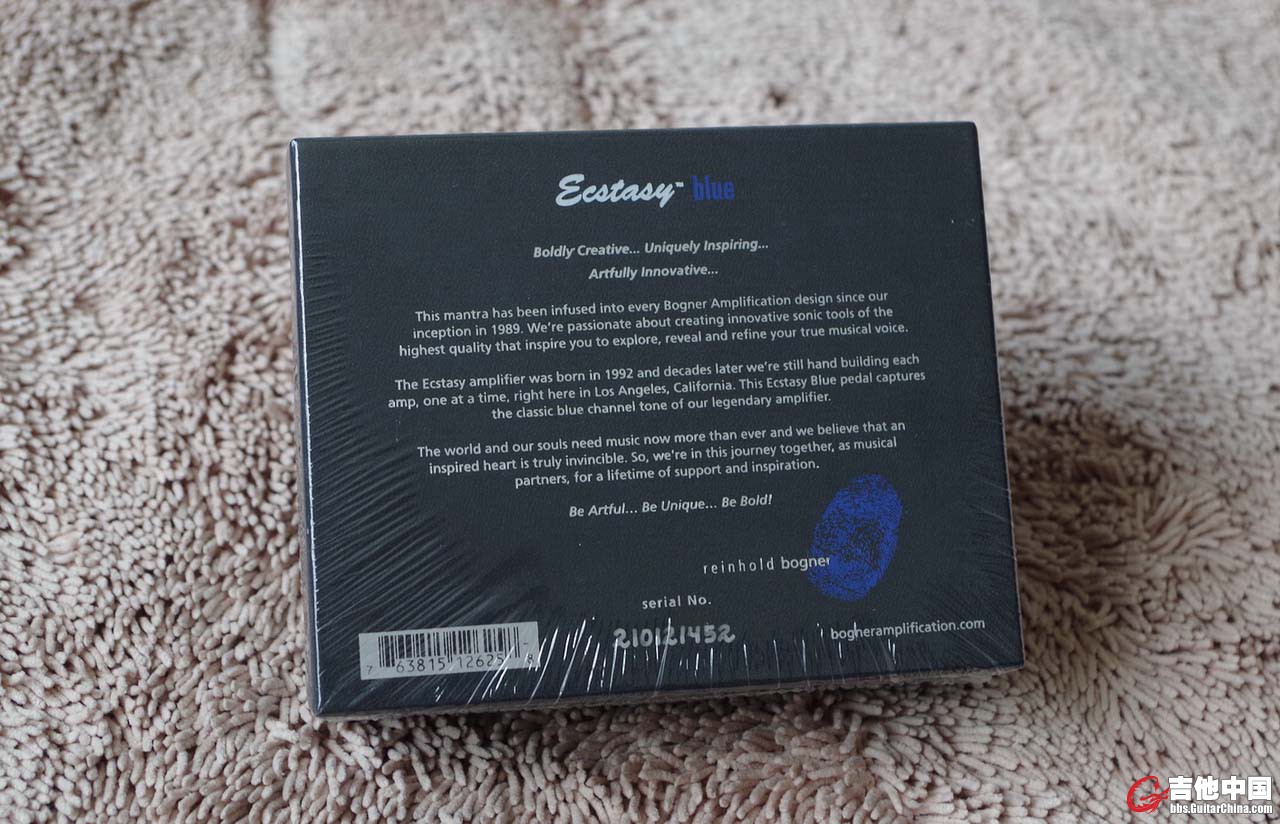 Ecstasy™ blue
Boldly Creative... Uniquely Inspiring...
Artfully Innovative...
This mantra has been infused into every Bogner Amplification design since our
inception in 1989. We're passionate about creating innovative sonic tools of the
highest quality that inspire you to explore, reveal and refine your true musical voice.
The Ecstasy amplifier was born in 1992 and decades later we're still hand building each
amp, one at a time, right here in Los Angeles, California. This Ecstasy Blue pedal captures
the classic blue channel tone of our legendary amplifier.
The world and our souls need music now more than ever and we believe that an
inspired heart is truly invincible. So, we're in this journey together, as musical
partners, for a lifetime of support and inspiration.
Be Artful... Be Unique... Be Bold!
reinhold bogner
serial No.
210121452
bogneramplification.com
7 63815 12625 8
吉他中国
bbs.GuitarChina.com